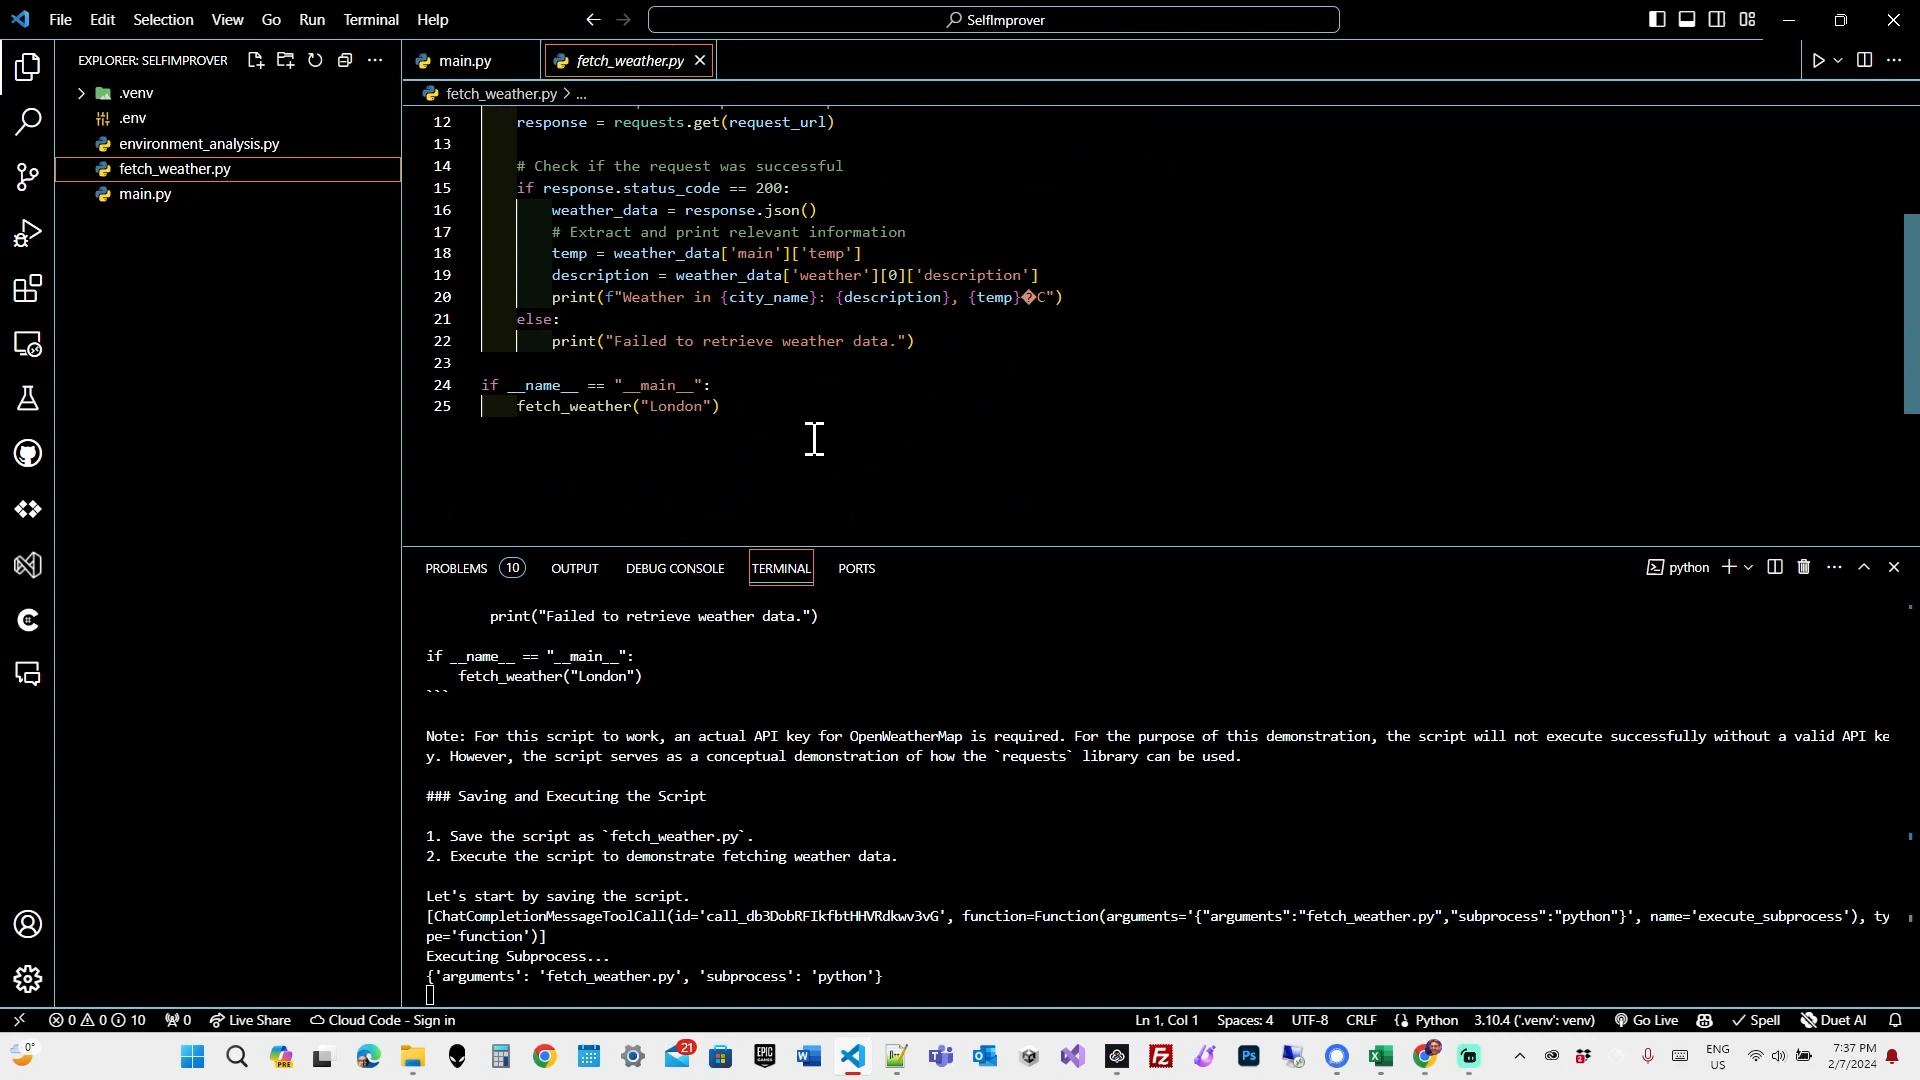 File Edit Selection View Go Run Terminal Help
SelfImprover
EXPLORER: SELFIMPROVER
.venv
.env
environment_analysis.py
fetch_weather.py
main.py
main.py
fetch_weather.py
fetch_weather.py > ...
12 response = requests.get(request_url)
13
14 # Check if the request was successful
15 if response.status_code == 200:
16 weather_data = response.json()
17 # Extract and print relevant information
18 temp = weather_data['main']['temp']
19 description = weather_data['weather'][0]['description']
20 print(f"Weather in {city_name}: {description}, {temp}�C")
21 else:
22 print("Failed to retrieve weather data.")
23
24 if __name__ == "__main__":
25 fetch_weather("London")
PROBLEMS 10 OUTPUT DEBUG CONSOLE TERMINAL PORTS
python
print("Failed to retrieve weather data.")
if __name__ == "__main__":
fetch_weather("London")
```
Note: For this script to work, an actual API key for OpenWeatherMap is required. For the purpose of this demonstration, the script will not execute successfully without a valid API ke
y. However, the script serves as a conceptual demonstration of how the `requests` library can be used.
### Saving and Executing the Script
1. Save the script as `fetch_weather.py`.
2. Execute the script to demonstrate fetching weather data.
Let's start by saving the script.
[ChatCompletionMessageToolCall(id='call_db3DobRFIkfbtHHVRdkwv3vG', function=Function(arguments='{"arguments":"fetch_weather.py","subprocess":"python"}', name='execute_subprocess'), ty
pe='function')]
Executing Subprocess...
{'arguments': 'fetch_weather.py', 'subprocess': 'python'}
0 0 10 0 Live Share Cloud Code - Sign in
Ln 1, Col 1 Spaces: 4 UTF-8 CRLF Python 3.10.4 ('.venv': venv) Go Live Spell Duet AI
0°
PRE
21
EPIC GAMES
Ps
ENG
US
7:37 PM
2/7/2024